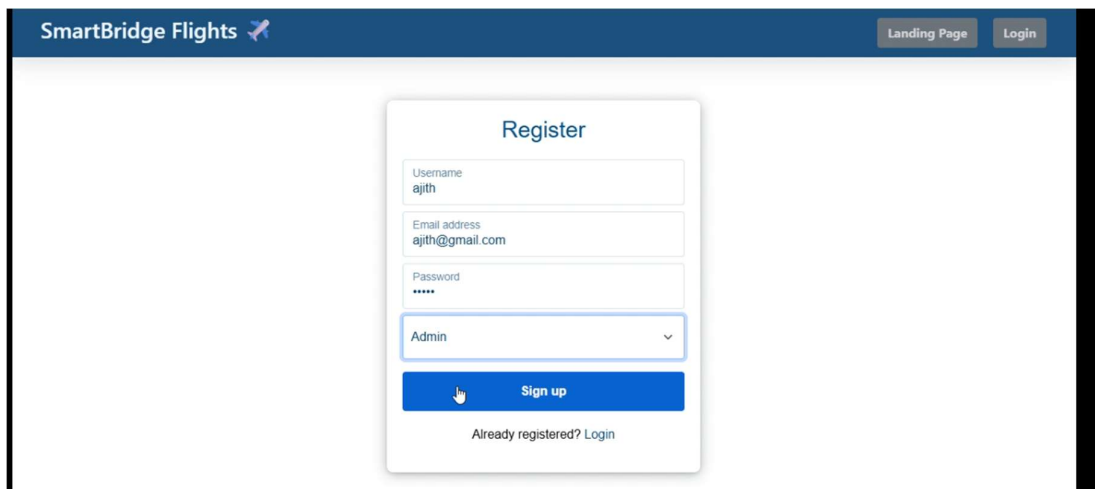 SmartBridge Flights
Landing Page
Login
Register
Username
ajith
Email address
ajith@gmail.com
Password
•••••
Admin
Sign up
Already registered? Login